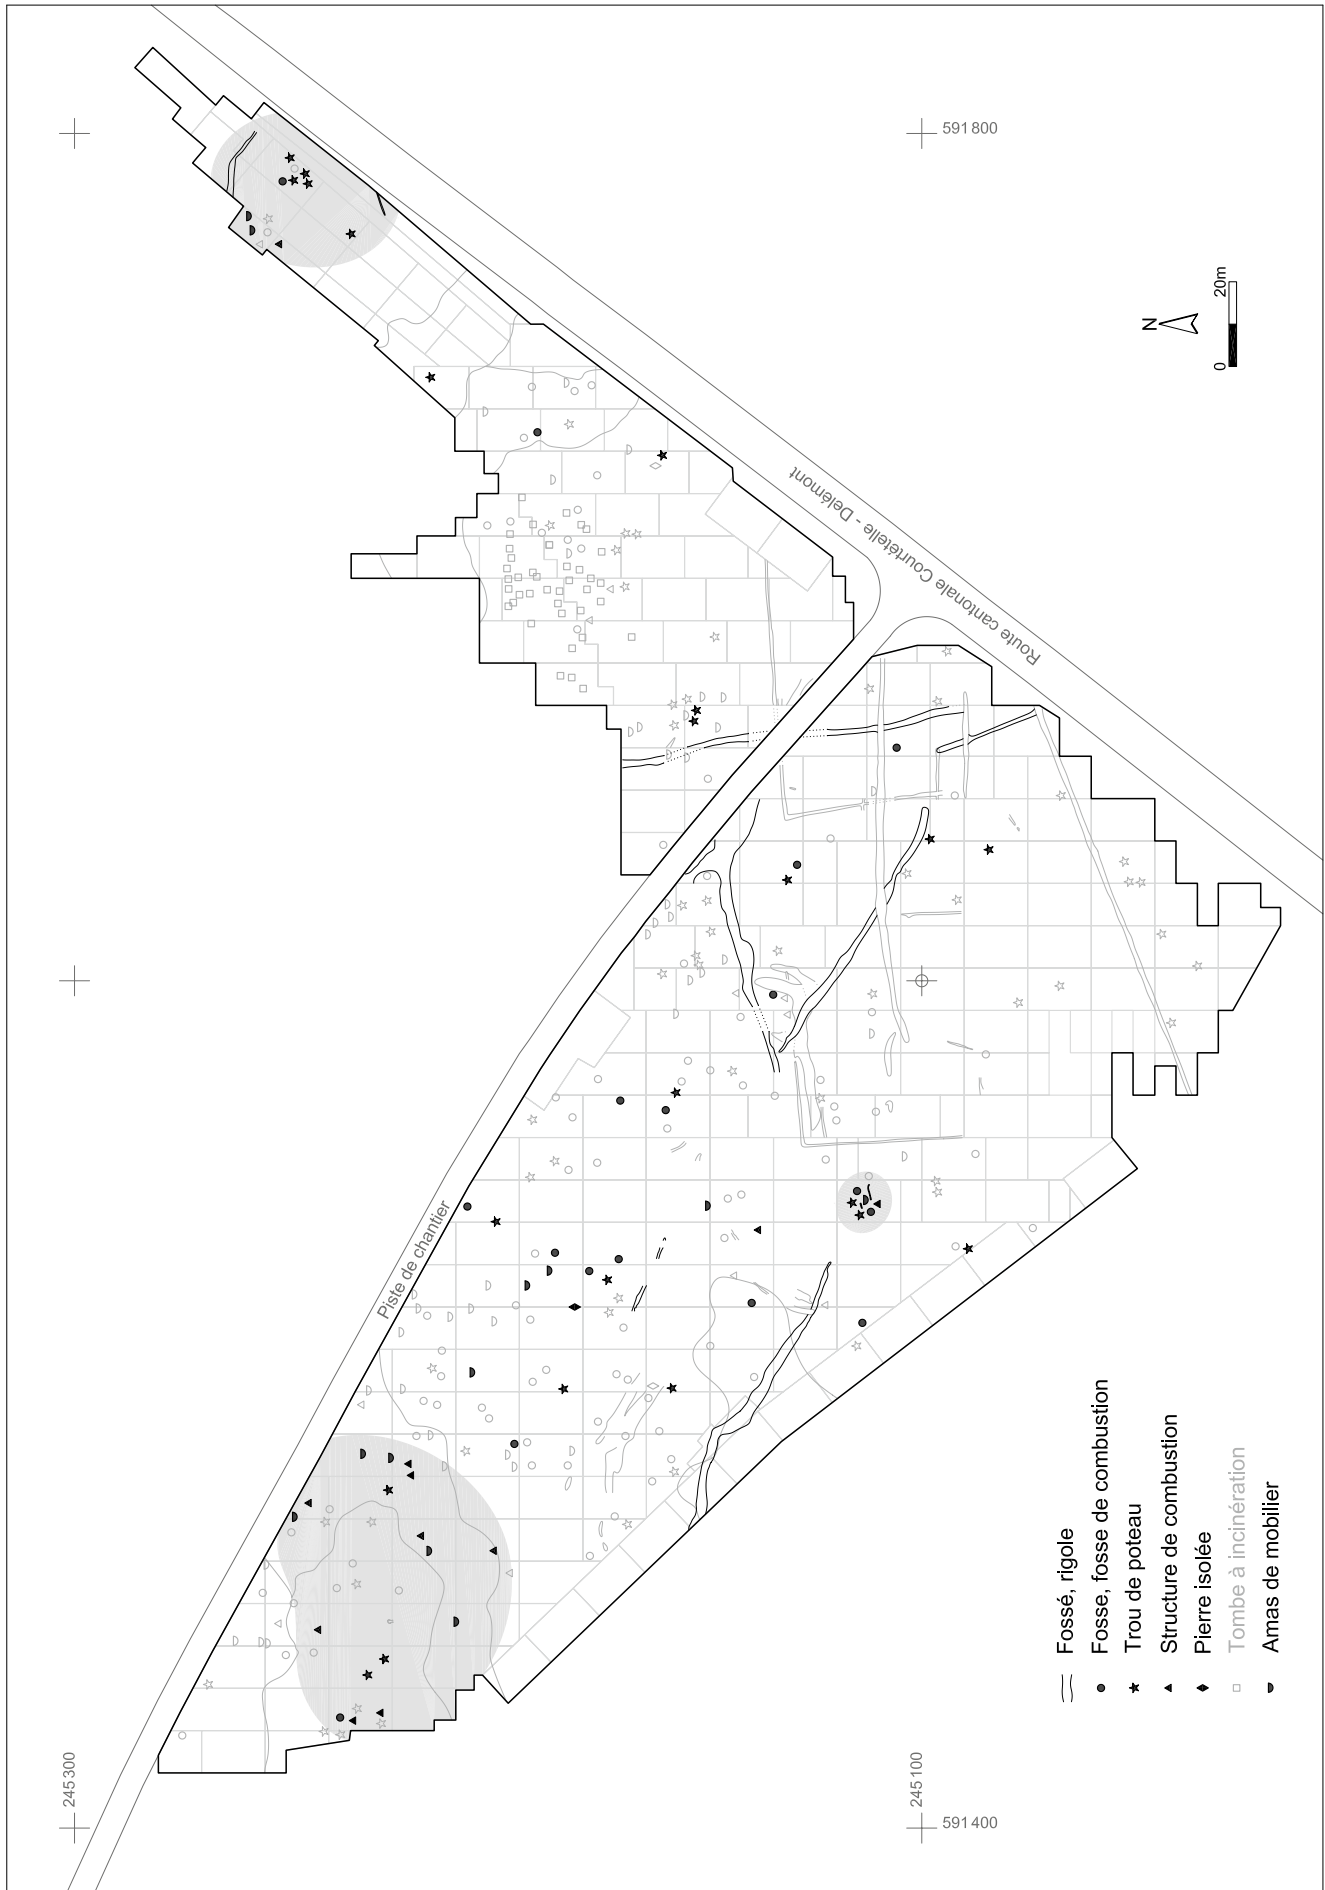 591 800
20m
0
N
Route cantonale Courtételle - Delémont
Piste de chantier
Fossé, rigole
Fosse, fosse de combustion
Trou de poteau
Structure de combustion
Pierre isolée
Tombe à incinération
Amas de mobilier
245 300
245 100
591 400